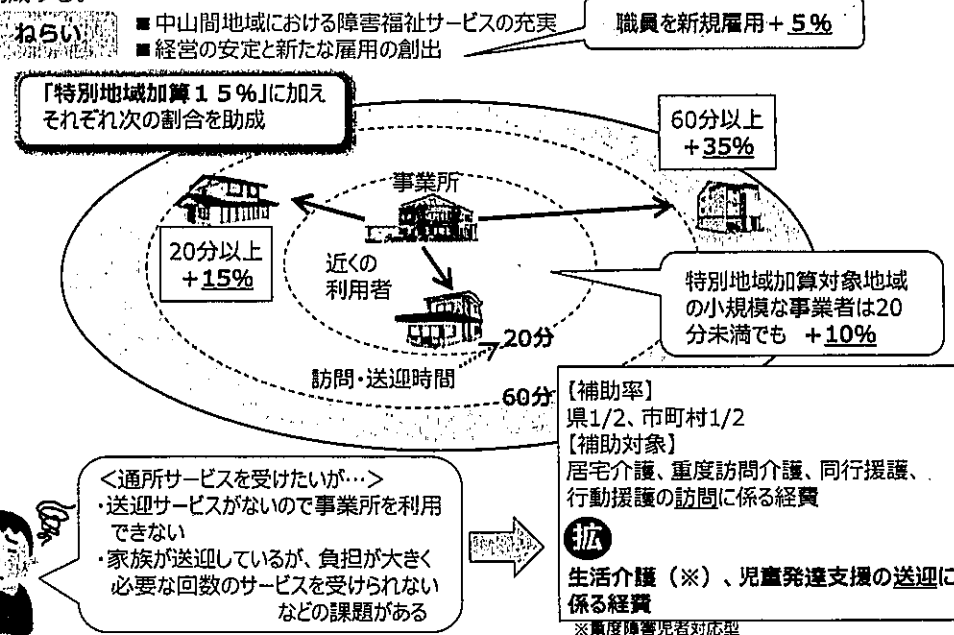 ねらい
■中山間地域における障害福祉サービスの充実
■経営の安定と新たな雇用の創出
職員を新規雇用+5%
「特別地域加算15%」に加え
それぞれ次の割合を助成
60分以上
+35%
事業所
20分以上
+15%
近くの
利用者
特別地域加算対象地域
の小規模な事業者は20
分未満でも +10%
20分
訪問・送迎時間
60分
【補助率】
県1/2、市町村1/2
【補助対象】
居宅介護、重度訪問介護、同行援護、
行動援護の訪問に係る経費
拡
生活介護(※)、児童発達支援の送迎に
係る経費
※重度障害児者対応型
<通所サービスを受けたいが…>
・送迎サービスがないので事業所を利用
できない
・家族が送迎しているが、負担が大きく
必要な回数のサービスを受けられない
などの課題がある